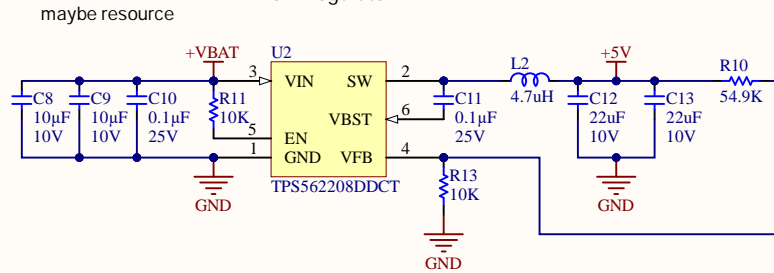 maybe resource
+VBAT
U2
L2
+5V
R10
3
VIN
SW
2
C8
10µF
10V
C9
10µF
10V
C10
0.1µF
25V
R11
10K
VBST
6
C11
0.1µF
25V
4.7uH
C12
22uF
10V
C13
22uF
10V
54.9K
5
EN
1
GND
VFB
4
TPS562208DDCT
R13
10K
GND
GND
GND